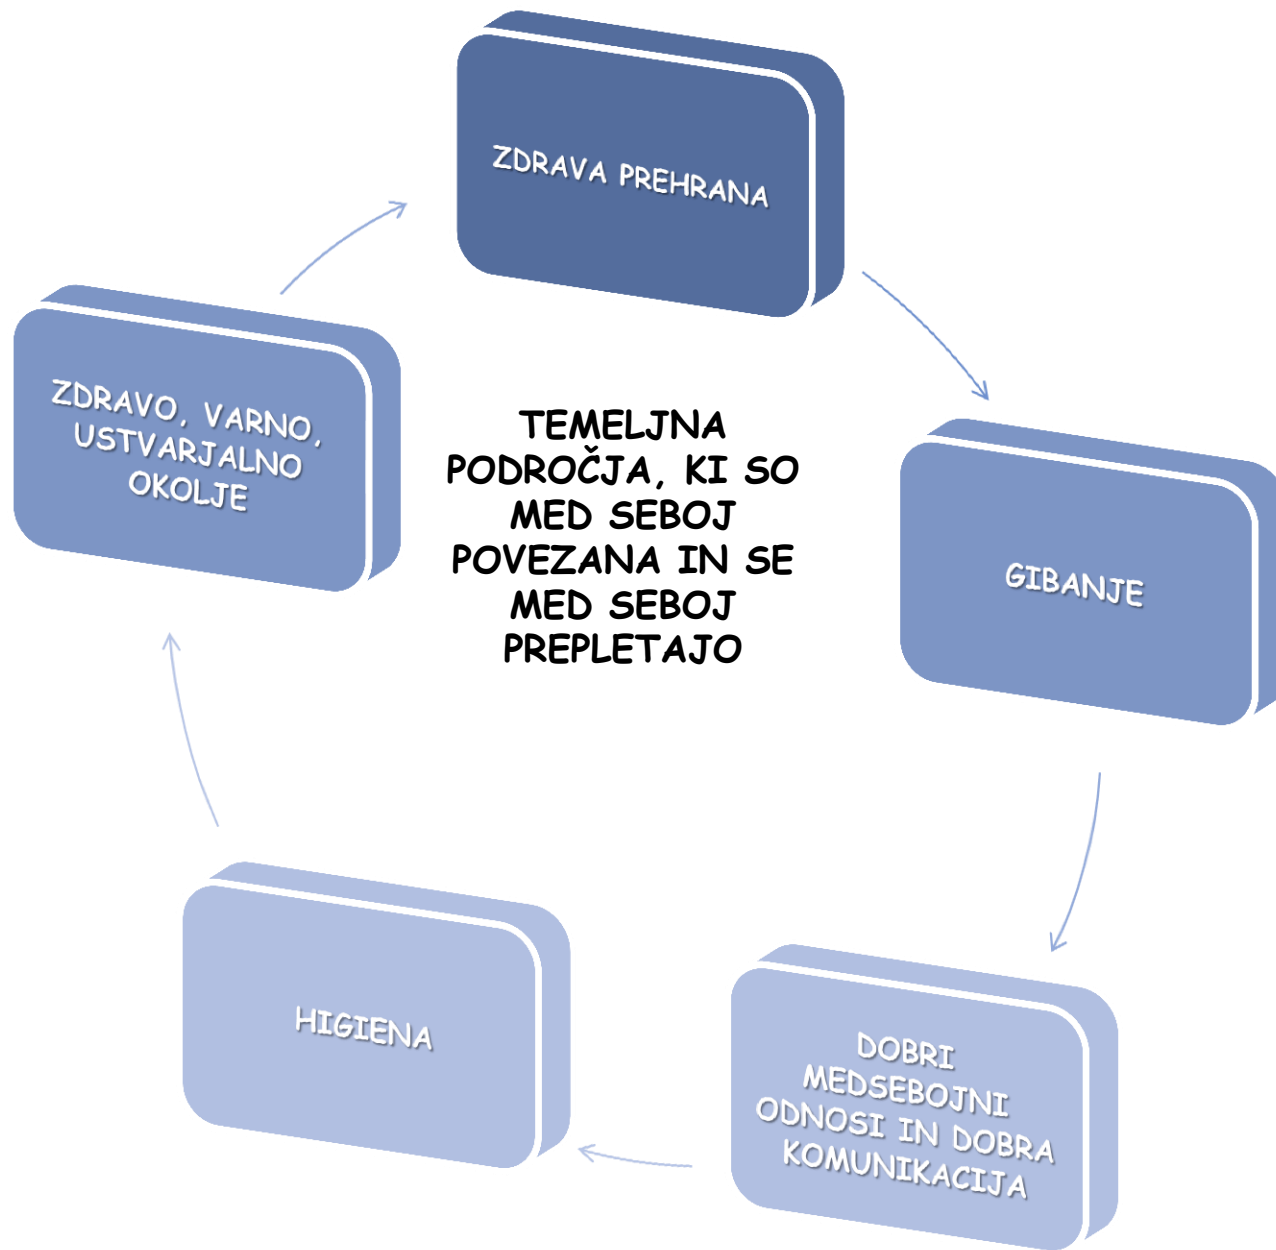 ZDRAVA PREHRANA
ZDRAVO, VARNO,
USTVARJALNO
OKOLJE
TEMELJNA
PODROČJA, KI SO
MED SEBOJ
POVEZANA IN SE
MED SEBOJ
PREPLETAJO
GIBANJE
HIGIENA
DOBRI
MEDSEBOJNI
ODNOSI IN DOBRA
KOMUNIKACIJA